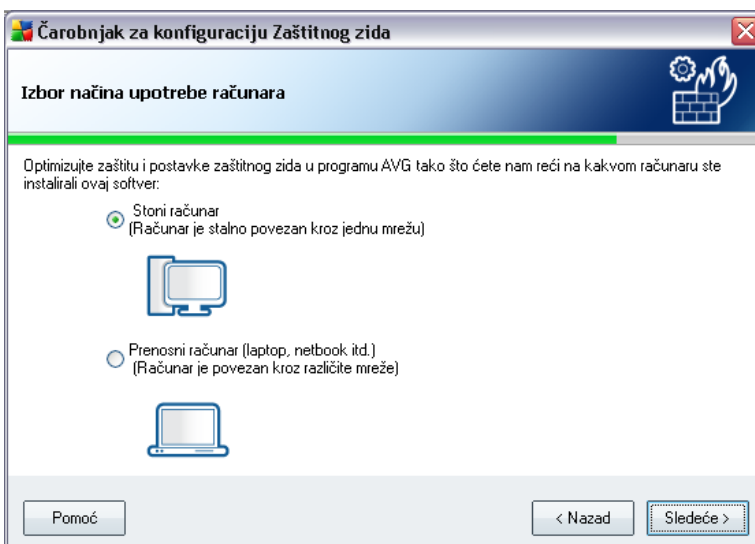 Čarobnjak za konfiguraciju Zaštitnog zida
Izbor načina upotrebe računara
Optimizujte zaštitu i postavke zaštitnog zida u programu AVG tako što ćete nam reći na kakvom računaru ste
instalirali ovaj softver:
Stoni računar
(Računar je stalno povezan kroz jednu mrežu)
Prenosni računar (laptop, netbook itd.)
(Računar je povezan kroz različite mreže)
Pomoć
< Nazad
Sledeće >